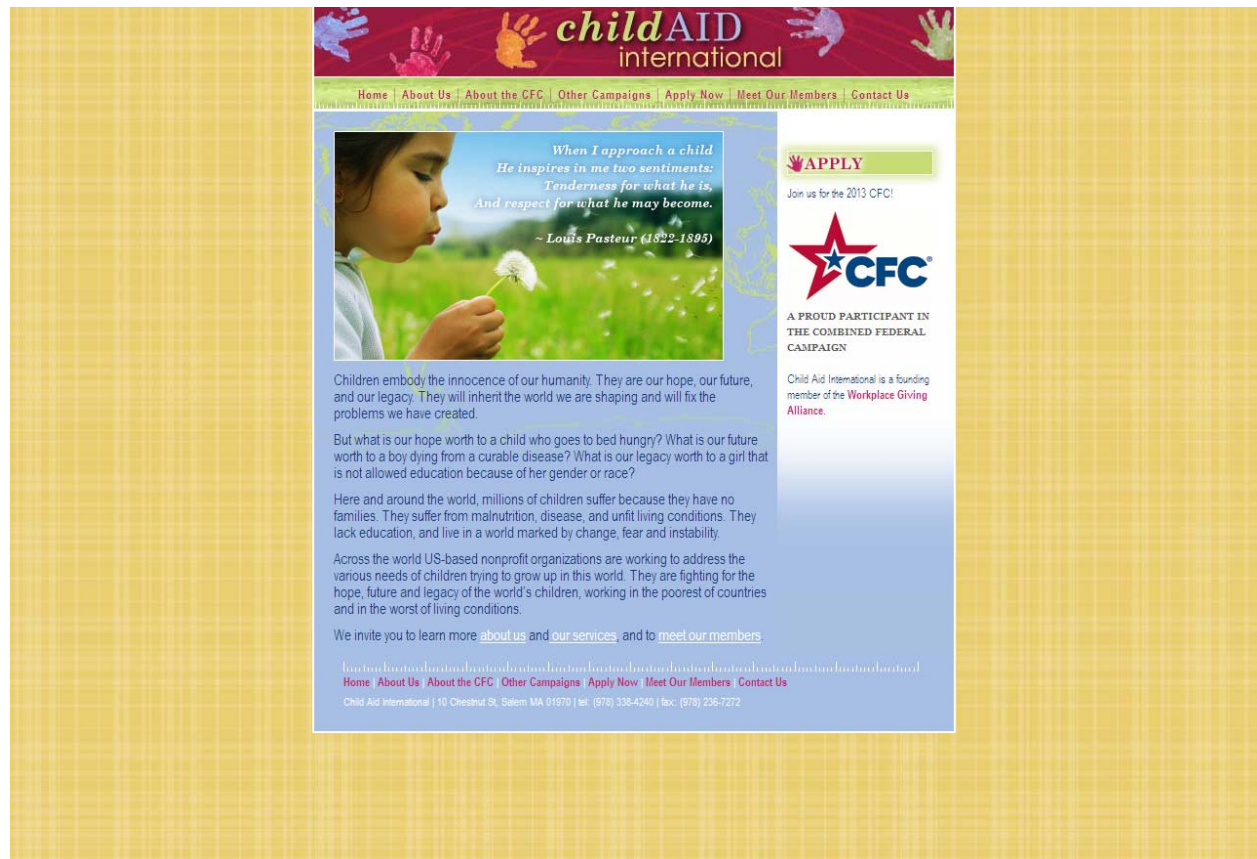 child AID
international
Home | About Us | About the CFC | Other Campaigns | Apply Now | Meet Our Members | Contact Us
When I approach a child
He inspires in me two sentiments:
Tenderness for what he is,
And respect for what he may become.
~ Louis Pasteur (1822-1895)
Children embody the innocence of our humanity. They are our hope, our future,
and our legacy. They will inherit the world we are shaping and will fix the
problems we have created.
But what is our hope worth to a child who goes to bed hungry? What is our future
worth to a boy dying from a curable disease? What is our legacy worth to a girl that
is not allowed education because of her gender or race?
Here and around the world, millions of children suffer because they have no
families. They suffer from malnutrition, disease, and unfit living conditions. They
lack education, and live in a world marked by change, fear and instability.
Across the world US-based nonprofit organizations are working to address the
various needs of children trying to grow up in this world. They are fighting for the
hope, future and legacy of the world's children, working in the poorest of countries
and in the worst of living conditions.
We invite you to learn more about us and our services, and to meet our members.
APPLY
Join us for the 2013 CFC!
CFC®
A PROUD PARTICIPANT IN
THE COMBINED FEDERAL
CAMPAIGN
Child Aid International is a founding
member of the Workplace Giving
Alliance.
Home | About Us | About the CFC | Other Campaigns | Apply Now | Meet Our Members | Contact Us
Child Aid International | 10 Chestnut St, Salem MA 01970 | tel: (978) 338-4240 | fax: (978) 236-7272